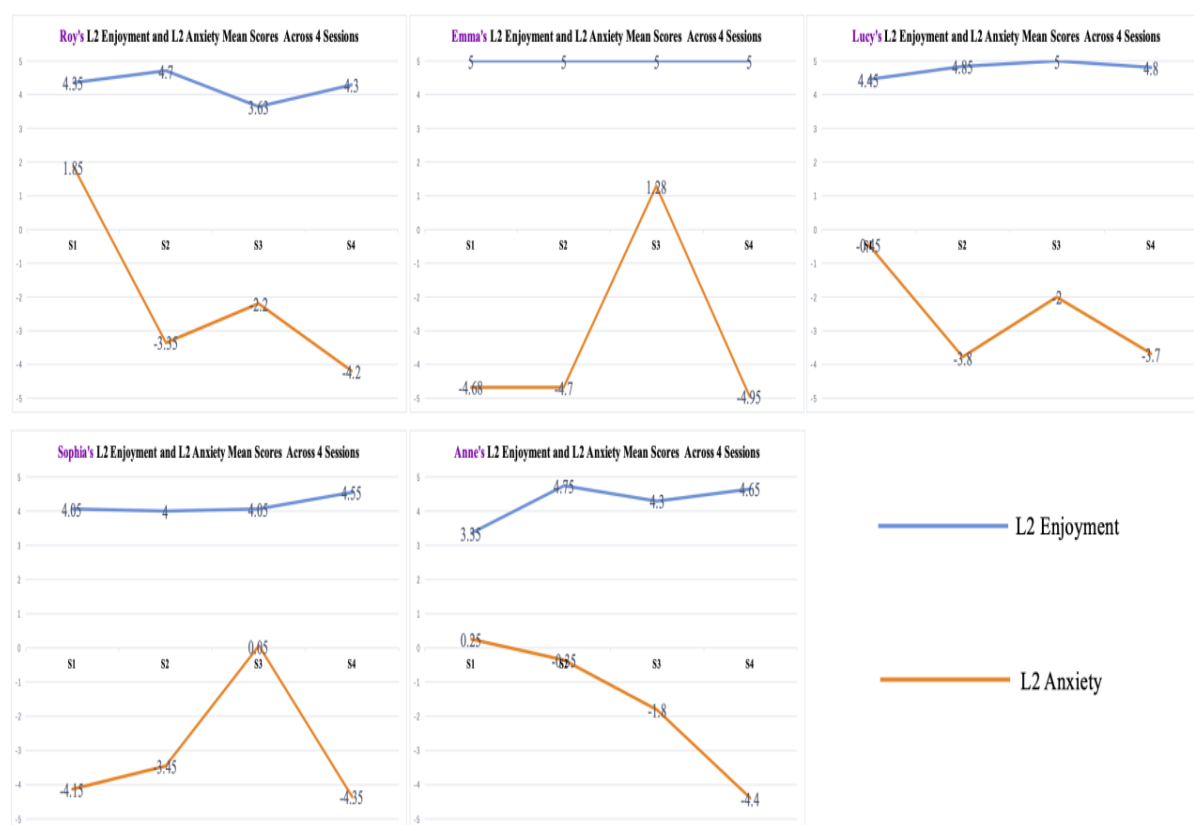 Roy's L2 Enjoyment and L2 Anxiety Mean Scores Across 4 Sessions
5
4
3
2
1
0
-1
-2
-3
-4
-5
4.35 4.7 3.63 4.3
1.85 -3.35 -2.2 -4.2
S1 S2 S3 S4
Emma's L2 Enjoyment and L2 Anxiety Mean Scores Across 4 Sessions
5
4
3
2
1
0
-1
-2
-3
-4
-5
5 5 5 5
-4.68 -4.7 1.28 -4.95
S1 S2 S3 S4
Lucy's L2 Enjoyment and L2 Anxiety Mean Scores Across 4 Sessions
5
4
3
2
1
0
-1
-2
-3
-4
-5
4.45 4.85 5 4.8
-0.45 -3.8 -2 -3.7
S1 S2 S3 S4
Sophia's L2 Enjoyment and L2 Anxiety Mean Scores Across 4 Sessions
5
4
3
2
1
0
-1
-2
-3
-4
-5
4.05 4 4.05 4.55
-4.15 -3.45 0.05 -4.35
S1 S2 S3 S4
Anne's L2 Enjoyment and L2 Anxiety Mean Scores Across 4 Sessions
5
4
3
2
1
0
-1
-2
-3
-4
-5
3.35 4.75 4.3 4.65
0.25 -1.8 -4.4
S1 S2 S3 S4
L2 Enjoyment
L2 Anxiety